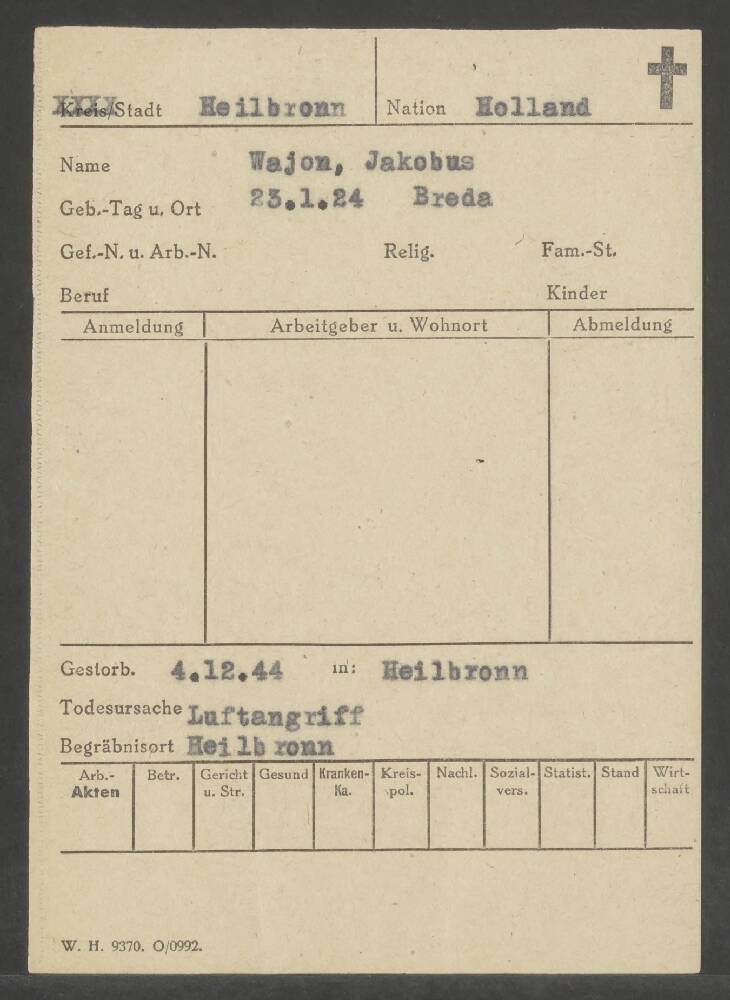 Kreis/Stadt Heilbronn Nation Holland
Name Wajon, Jakobus
Geb.-Tag u. Ort 23.1.24 Breda
Gef.-N. u. Arb.-N. Relig. Fam.-St.
Beruf Kinder
Anmeldung Arbeitgeber u. Wohnort Abmeldung
Gestorb. 4.12.44 in: Heilbronn
Todesursache Luftangriff
Begräbnisort Heilbronn
Arb.- Betr. Gericht Gesund Kranken- Kreis- Nachl. Sozial- Statist. Stand Wirt-
Akten u. Str. Ka. pol. vers. schaft
W. H. 9370. O/0992.